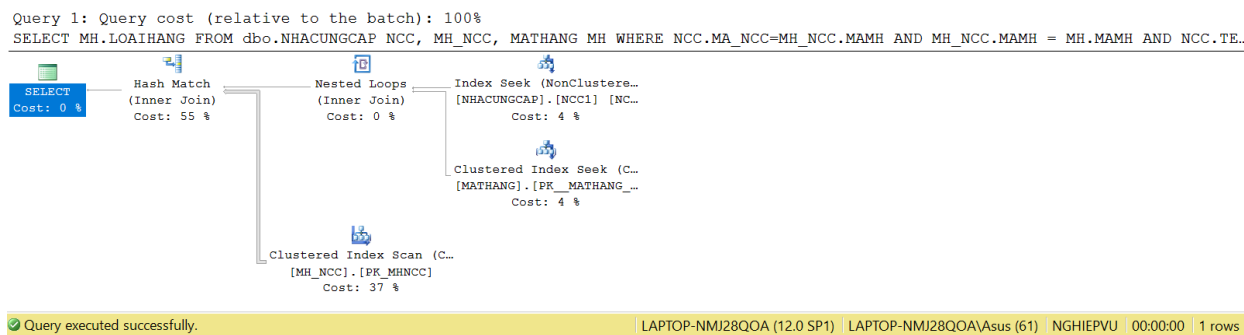 Query 1: Query cost (relative to the batch): 100%
SELECT MH.LOAIHANG FROM dbo.NHACUNGCAP NCC, MH_NCC, MATHANG MH WHERE NCC.MA_NCC=MH_NCC.MAMH AND MH_NCC.MAMH = MH.MAMH AND NCC.TE…
SELECT
Cost: 0 %
Hash Match
(Inner Join)
Cost: 55 %
Nested Loops
(Inner Join)
Cost: 0 %
Index Seek (NonClustere…
[NHACUNGCAP].[NCC1] [NC…
Cost: 4 %
Clustered Index Seek (C…
[MATHANG].[PK__MATHANG_…
Cost: 4 %
Clustered Index Scan (C…
[MH_NCC].[PK_MHNCC]
Cost: 37 %
Query executed successfully.
LAPTOP-NMJ28QOA (12.0 SP1)
LAPTOP-NMJ28QOA\Asus (61)
NGHIEPVU
00:00:00
1 rows